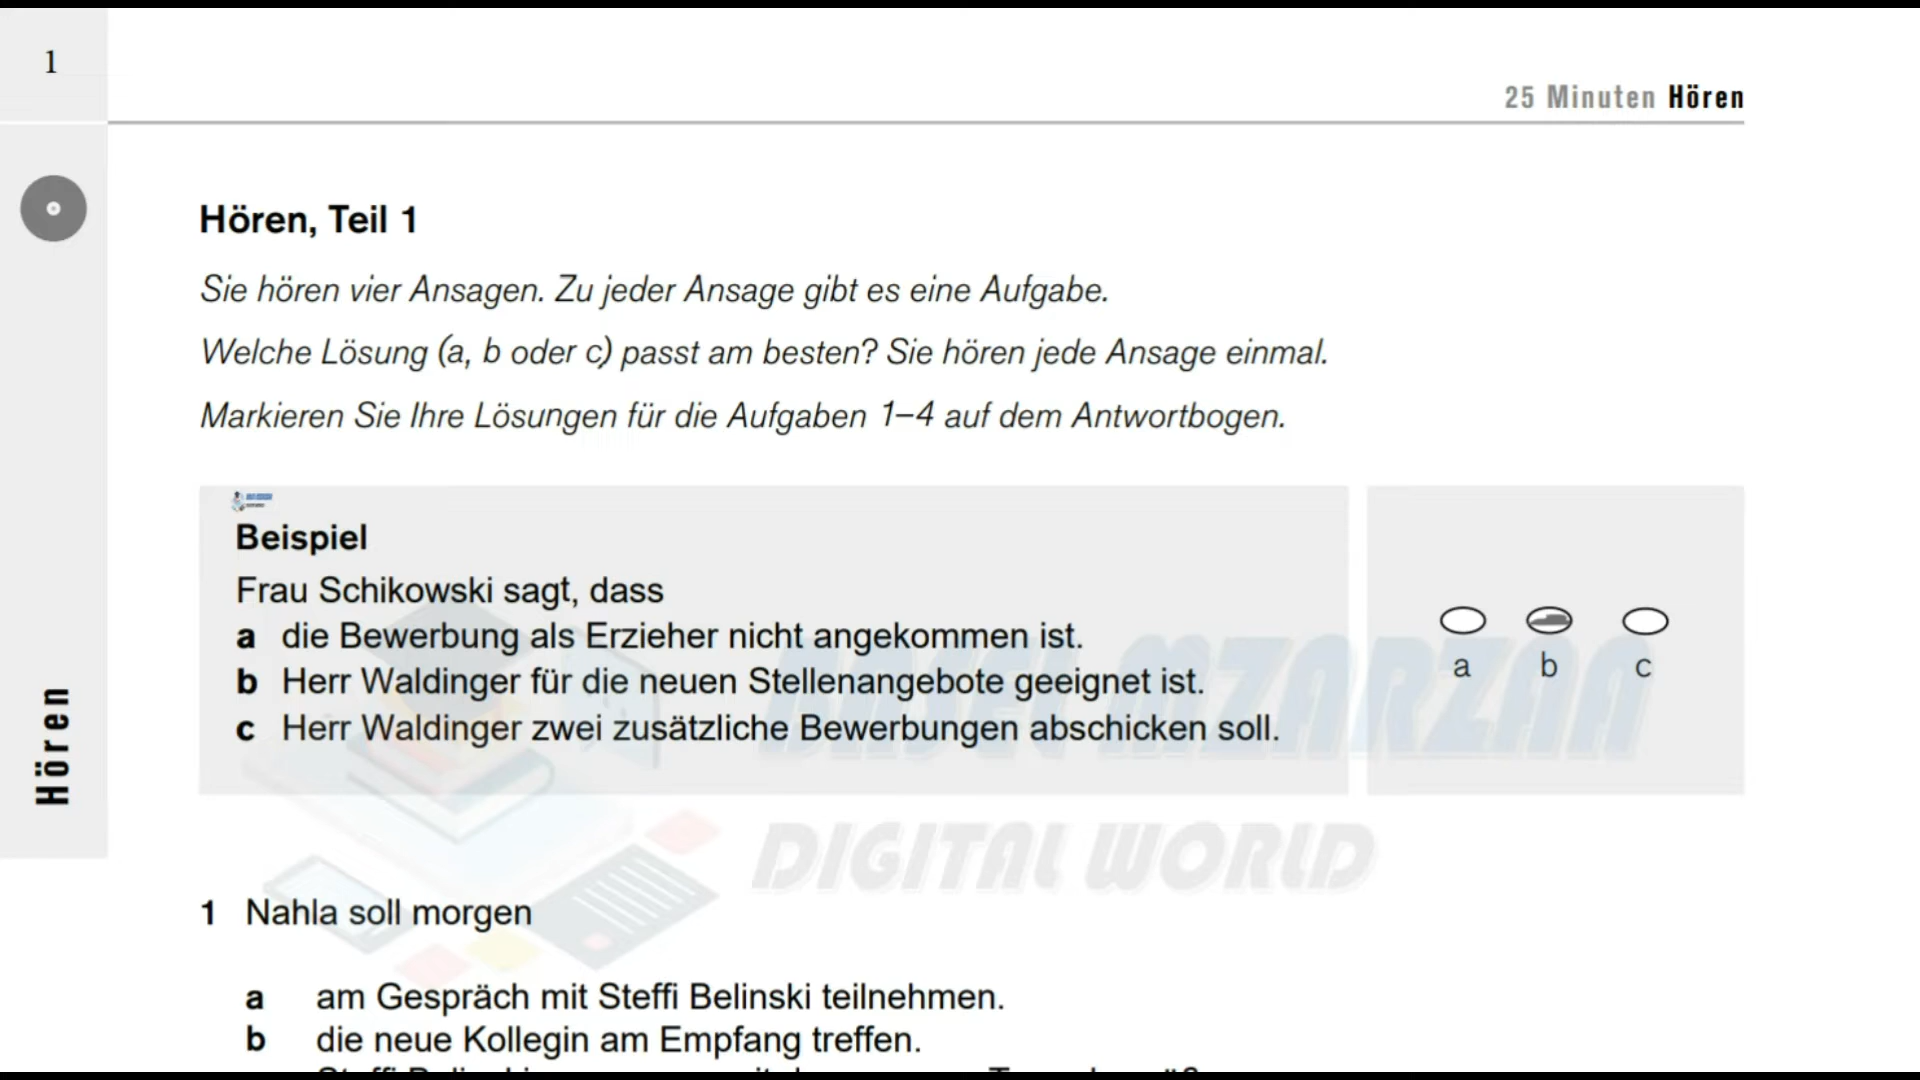 1
25 Minuten Hören
Hören, Teil 1
Sie hören vier Ansagen. Zu jeder Ansage gibt es eine Aufgabe.
Welche Lösung (a, b oder c) passt am besten? Sie hören jede Ansage einmal.
Markieren Sie Ihre Lösungen für die Aufgaben 1–4 auf dem Antwortbogen.
Beispiel
Frau Schikowski sagt, dass
a die Bewerbung als Erzieher nicht angekommen ist.
b Herr Waldinger für die neuen Stellenangebote geeignet ist.
c Herr Waldinger zwei zusätzliche Bewerbungen abschicken soll.
a b c
Hören
BASEL MZARZAA
DIGITAL WORLD
1 Nahla soll morgen
a am Gespräch mit Steffi Belinski teilnehmen.
b die neue Kollegin am Empfang treffen.